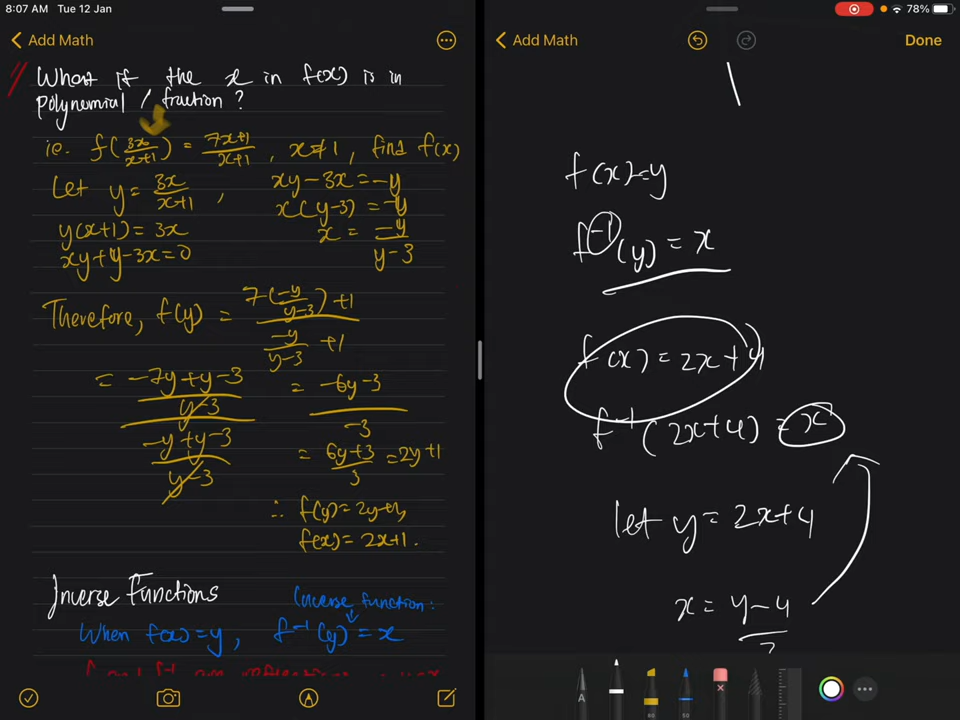 8:07 AM Tue 12 Jan
78%
Add Math
What if the x in f(x) is in
polynomial / fraction ?
ie. f(3x/x+1) = 7x+1/x+1 , x≠1 , find f(x)
Let y = 3x/x+1 ,
y(x+1) = 3x
xy+y-3x=0
xy-3x=-y
x(y-3) = -y
x = -y/y-3
Therefore, f(y) = 7(-y/y-3)+1 / -y/y-3 +1
= -7y+y-3/y-3 / -y+y-3/y-3
= -6y-3/-3
= 6y+3/3 = 2y+1
∴ f(y)=2y+1,
f(x) = 2x+1.
Inverse Functions
Inverse function:
When f(x)=y, f⁻¹(y) = x
Add Math
Done
f(x)=y
f⁻¹(y) = x
f(x) = 2x+4
f⁻¹(2x+4) = x
let y = 2x+4
x = y-4/2